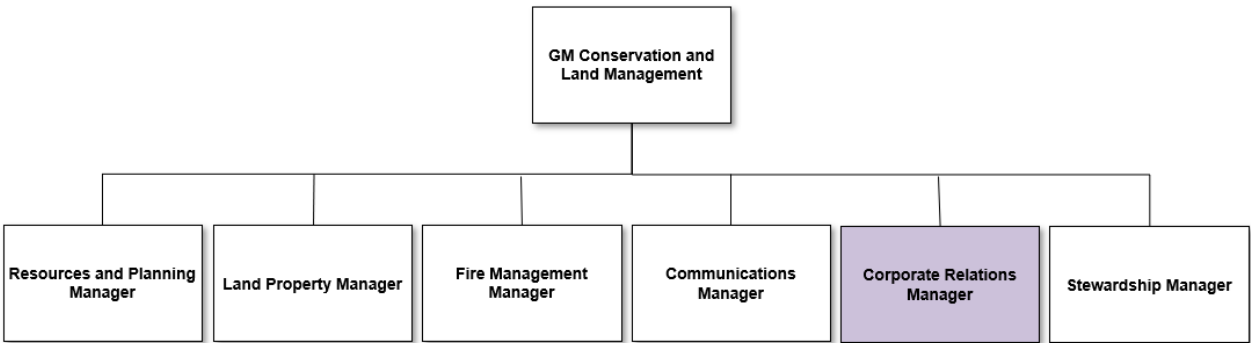 GM Conservation and
Land Management
Resources and Planning
Manager
Land Property Manager
Fire Management
Manager
Communications
Manager
Corporate Relations
Manager
Stewardship Manager